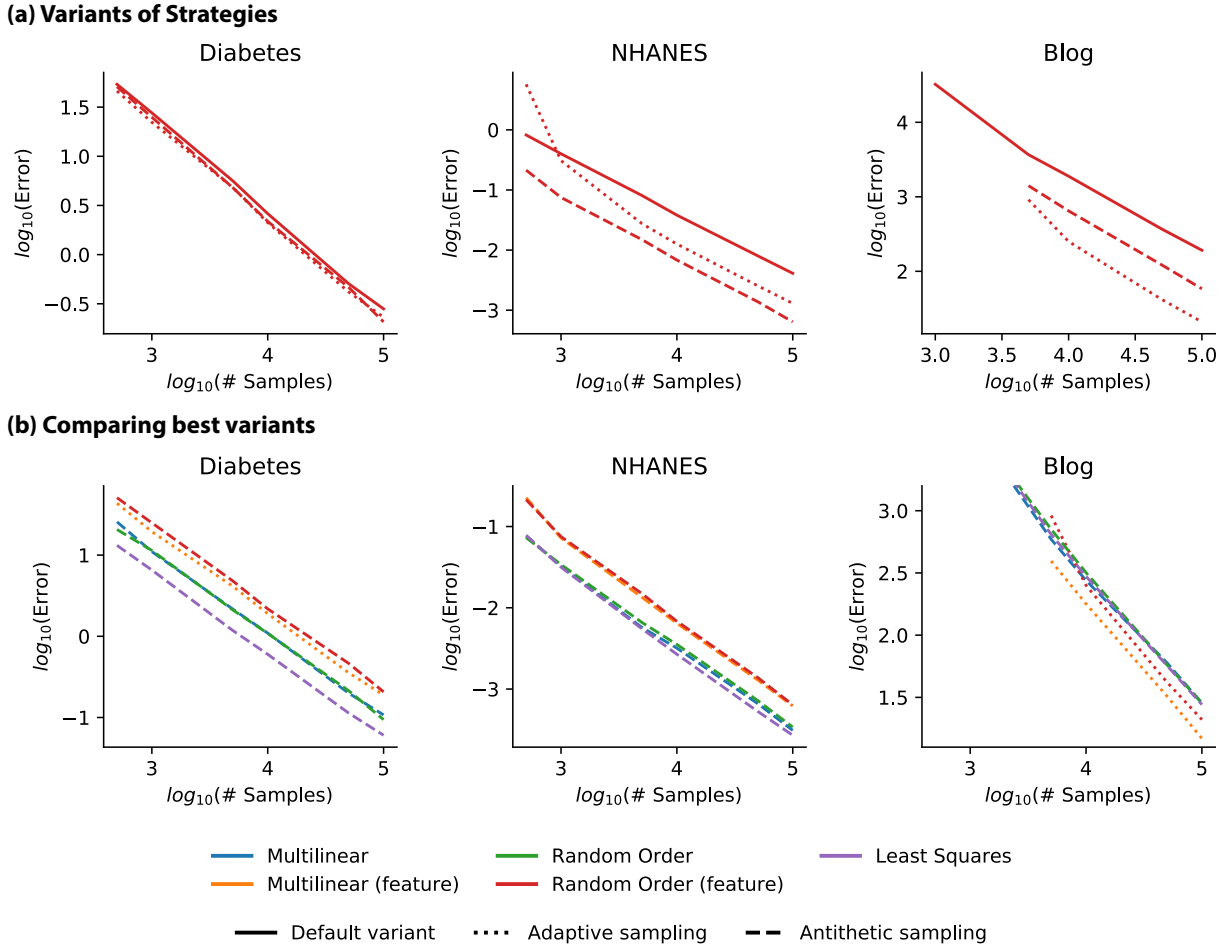 (a) Variants of Strategies
Diabetes
NHANES
Blog
1.5
1.0
0.5
0.0
−0.5
log10(Error)
3
4
5
log10(# Samples)
0
−1
−2
−3
log10(Error)
3
4
5
log10(# Samples)
4
3
2
log10(Error)
3.0
3.5
4.0
4.5
5.0
log10(# Samples)
(b) Comparing best variants
Diabetes
NHANES
Blog
1
0
−1
log10(Error)
3
4
5
log10(# Samples)
−1
−2
−3
log10(Error)
3
4
5
log10(# Samples)
3.0
2.5
2.0
1.5
log10(Error)
3
4
5
log10(# Samples)
Multilinear
Random Order
Least Squares
Multilinear (feature)
Random Order (feature)
Default variant
Adaptive sampling
Antithetic sampling